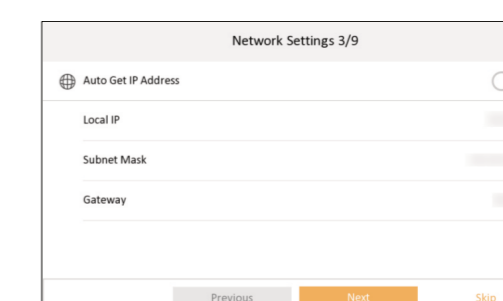 Network Settings 3/9
Auto Get IP Address
Local IP
Subnet Mask
Gateway
Previous Next Skip